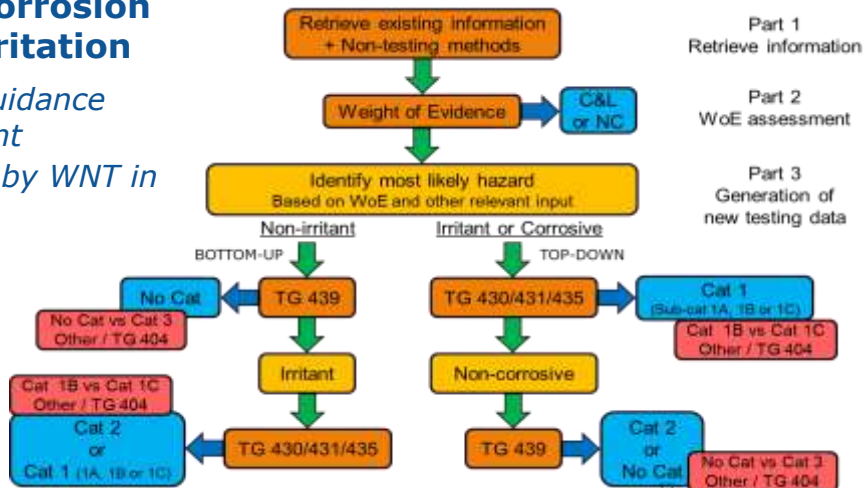 orrosion
ritation
uidance
nt
by WNT in
Retrieve existing information
+ Non-testing methods
Part 1
Retrieve information
Weight of Evidence
C&L
or NC
Part 2
WoE assessment
Identify most likely hazard
Based on WoE and other relevant input
Part 3
Generation of
new testing data
Non-irritant
Irritant or Corrosive
BOTTOM-UP
TOP-DOWN
No Cat
TG 439
TG 430/431/435
Cat 1
(Sub-cat 1A, 1B or 1C)
No Cat vs Cat 3
Other / TG 404
Cat 1B vs Cat 1C
Other / TG 404
Irritant
Non-corrosive
Cat 1B vs Cat 1C
Other / TG 404
Cat 2
or
Cat 1 (1A, 1B or 1C)
TG 430/431/435
TG 439
Cat 2
or
No Cat
No Cat vs Cat 3
Other / TG 404